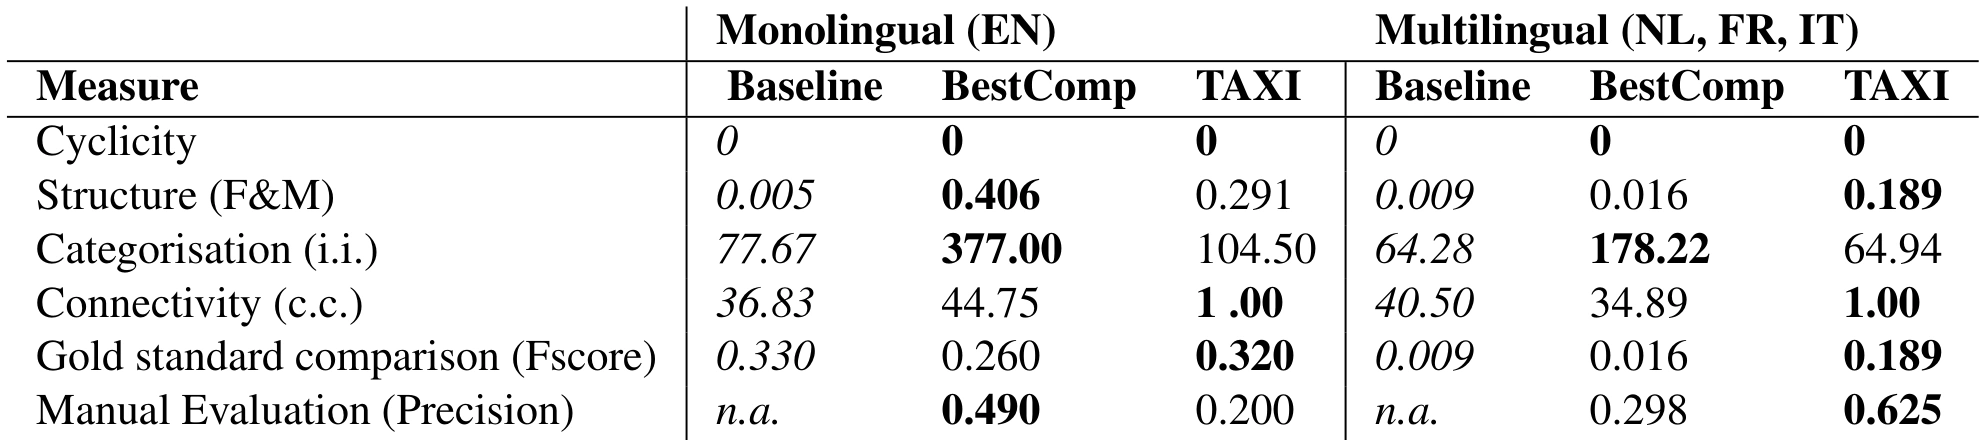 Monolingual (EN) Multilingual (NL, FR, IT)
Measure Baseline BestComp TAXI Baseline BestComp TAXI
Cyclicity 0 0 0 0 0 0
Structure (F&M) 0.005 0.406 0.291 0.009 0.016 0.189
Categorisation (i.i.) 77.67 377.00 104.50 64.28 178.22 64.94
Connectivity (c.c.) 36.83 44.75 1 .00 40.50 34.89 1.00
Gold standard comparison (Fscore) 0.330 0.260 0.320 0.009 0.016 0.189
Manual Evaluation (Precision) n.a. 0.490 0.200 n.a. 0.298 0.625